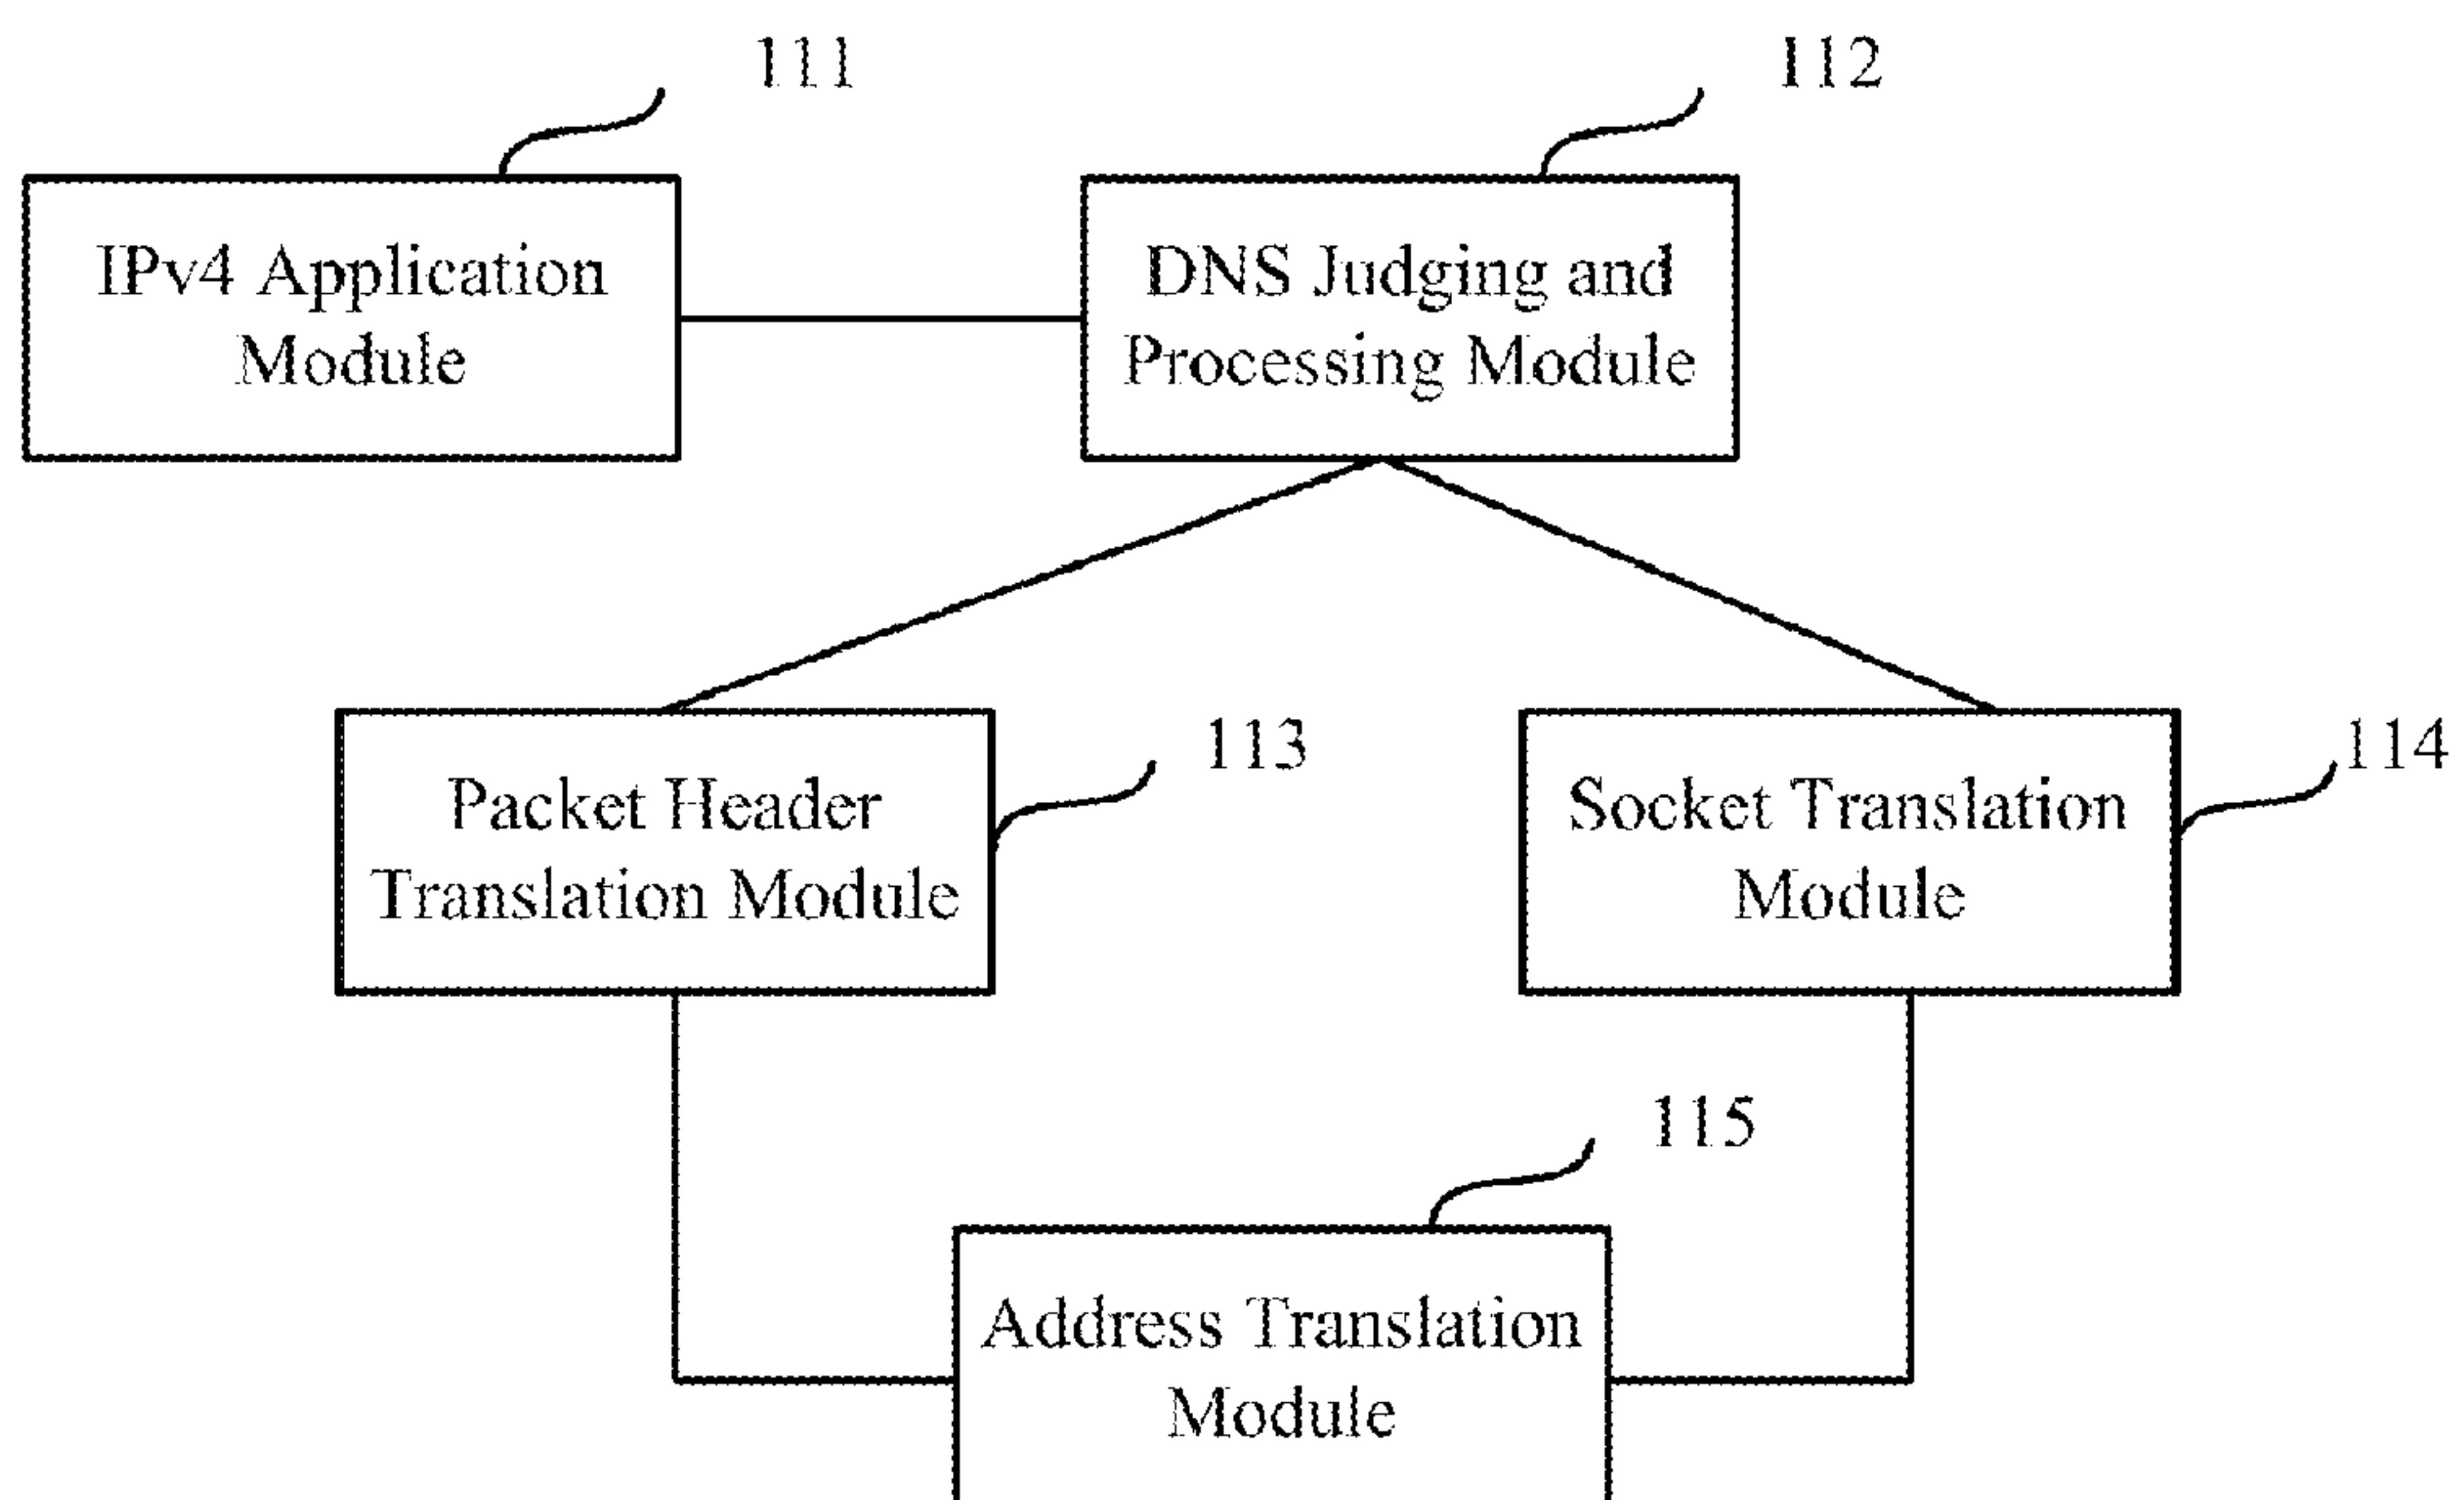 111
112
IPv4 Application
Module
DNS Judging and
Processing Module
113
114
Packet Header
Translation Module
Socket Translation
Module
115
Address Translation
Module